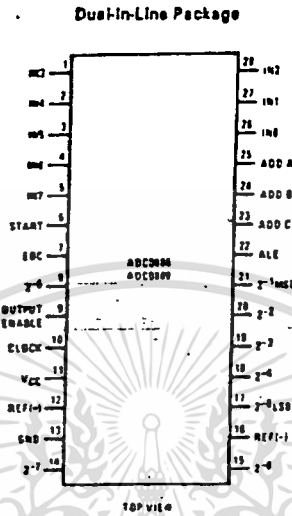 Dual-In-Line Package
IN3 1
28 IN2
IN4 2
27 IN1
IN5 3
26 IN0
IN6 4
25 ADD A
IN7 5
24 ADD B
START 6
23 ADD C
EOC 7
22 ALE
ADC0808
ADC0809
2⁻⁵ 8
21 2⁻¹MSB
OUTPUT
ENABLE 9
20 2⁻²
CLOCK 10
19 2⁻³
VCC 11
18 2⁻⁴
REF(-) 12
17 2⁻⁸LSB
GND 13
16 REF(-)
2⁻⁷ 14
15 2⁻⁶
TOP VIEW